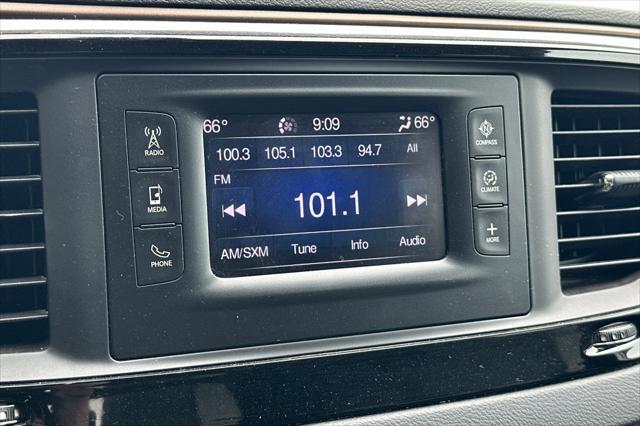 66° 9:09 66°
100.3 105.1 103.3 94.7 All
FM
101.1
AM/SXM Tune Info Audio
RADIO
MEDIA
PHONE
COMPASS
CLIMATE
MORE